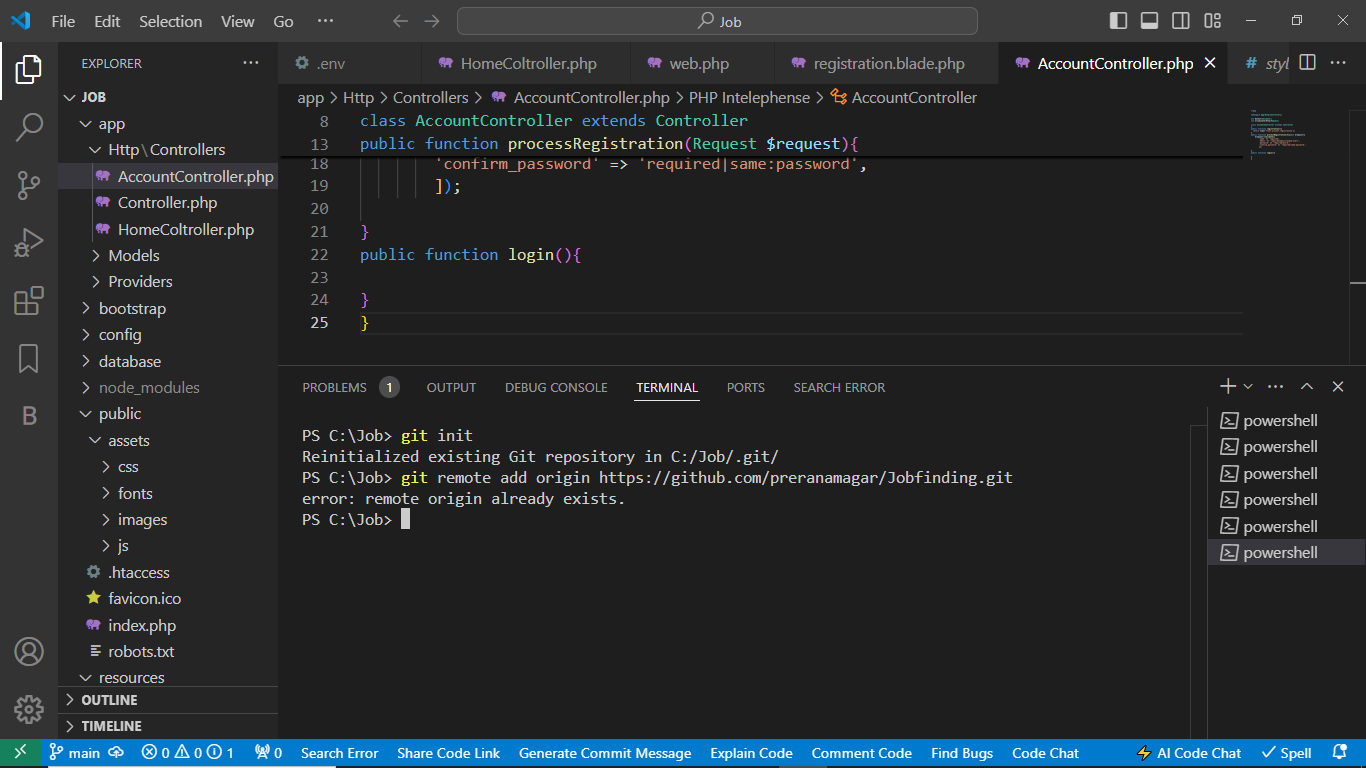 File Edit Selection View Go ··· Job
EXPLORER ···
JOB
app
Http\Controllers
AccountController.php
Controller.php
HomeColtroller.php
Models
Providers
bootstrap
config
database
node_modules
public
assets
css
fonts
images
js
.htaccess
favicon.ico
index.php
robots.txt
resources
OUTLINE
TIMELINE
.env HomeColtroller.php web.php registration.blade.php AccountController.php # styl ···
app > Http > Controllers > AccountController.php > PHP Intelephense > AccountController
8 class AccountController extends Controller
13 public function processRegistration(Request $request){
18 'confirm_password' => 'required|same:password',
19 ]);
20
21 }
22 public function login(){
23
24 }
25 }
PROBLEMS 1 OUTPUT DEBUG CONSOLE TERMINAL PORTS SEARCH ERROR
PS C:\Job> git init
Reinitialized existing Git repository in C:/Job/.git/
PS C:\Job> git remote add origin https://github.com/preranamagar/Jobfinding.git
error: remote origin already exists.
PS C:\Job>
powershell
powershell
powershell
powershell
powershell
powershell
B
main 0 0 1 0 Search Error Share Code Link Generate Commit Message Explain Code Comment Code Find Bugs Code Chat AI Code Chat Spell